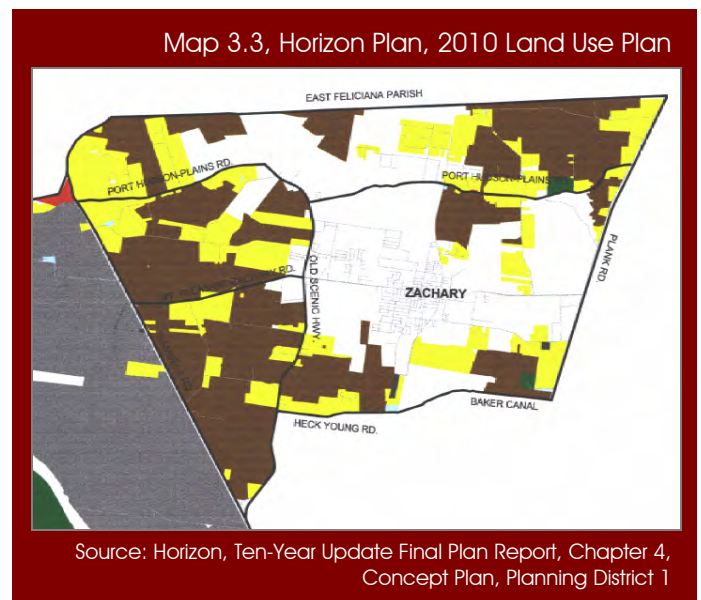 Map 3.3, Horizon Plan, 2010 Land Use Plan
EAST FELICIANA PARISH
PORT HUDSON-PLAINS RD.
PORT HUDSON-PLAINS
RD.
OLD SCENIC HWY.
ZACHARY
PLANK RD.
BAKER CANAL
HECK YOUNG RD.
Source: Horizon, Ten-Year Update Final Plan Report, Chapter 4,
Concept Plan, Planning District 1